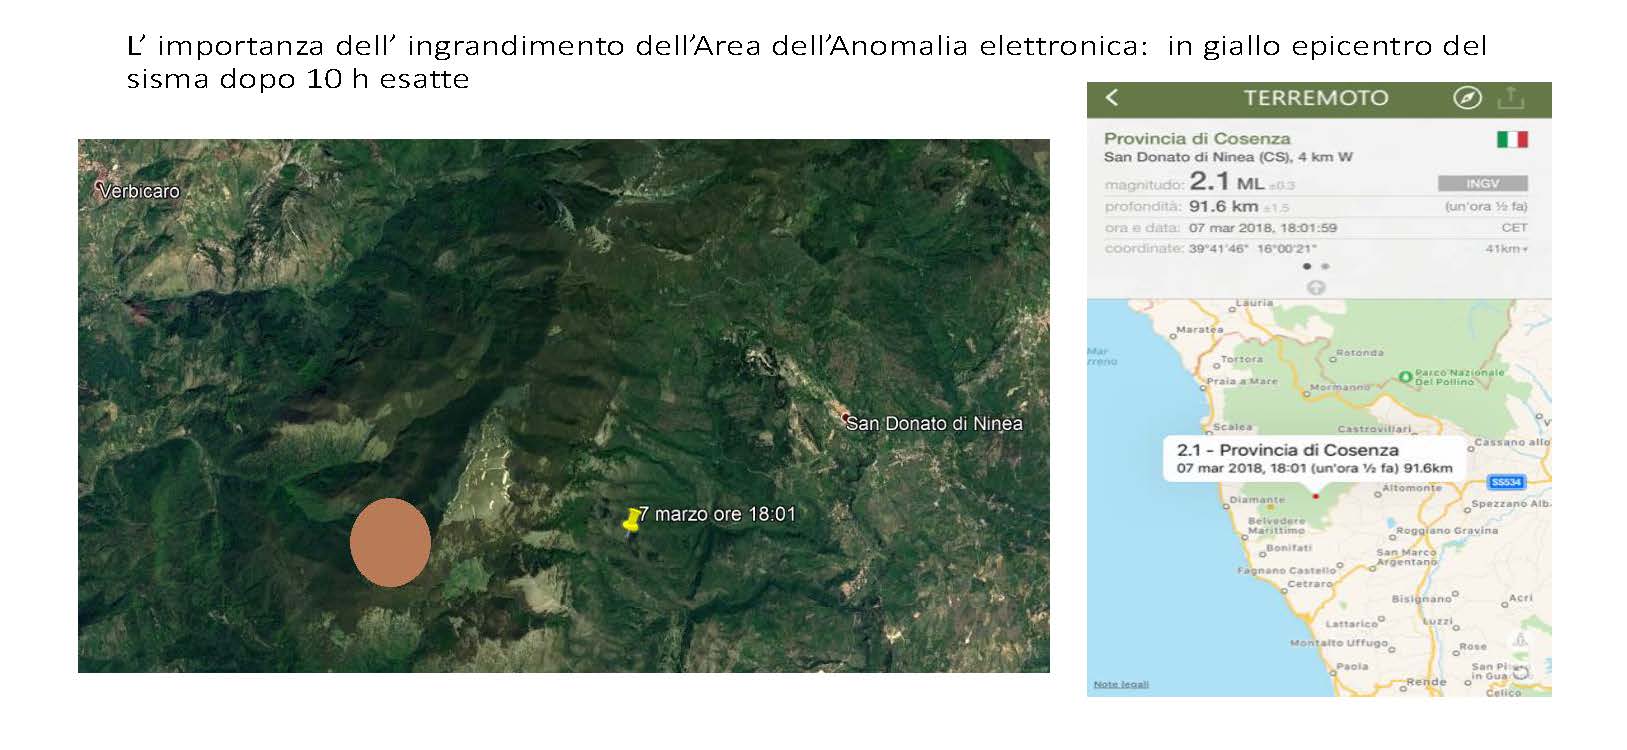 L’ importanza dell’ ingrandimento dell’Area dell’Anomalia elettronica:  in giallo epicentro del
sisma dopo 10 h esatte
Verbicaro
San Donato di Ninea
7 marzo ore 18:01
TERREMOTO
Provincia di Cosenza
San Donato di Ninea (CS), 4 km W
magnitudo: 2.1 ML ±0.3
INGV
profondità: 91.6 km ±1.5
(un'ora ½ fa)
ora e data: 07 mar 2018, 18:01:59
CET
coordinate: 39°41'46" 16°00'21"
41km
Lauria
Maratea
Mar
rreno
Tortora
Rotonda
Praia a Mare
Mormanno
Parco Nazionale
Del Pollino
Scalea
Castrovillari
Cassano allo
2.1 - Provincia di Cosenza
07 mar 2018, 18:01 (un'ora ½ fa) 91.6km
SS534
Altomonte
Diamante
Spezzano Alb
Belvedere
Marittimo
Roggiano Gravina
Bonifati
San Marco
Argentano
Fagnano Castello
Cetraro
Bisignano
Acri
Lattarico
Luzzi
Montalto Uffugo
Rose
Paola
San Pi
in Gua
Rende
Celico
Note legali